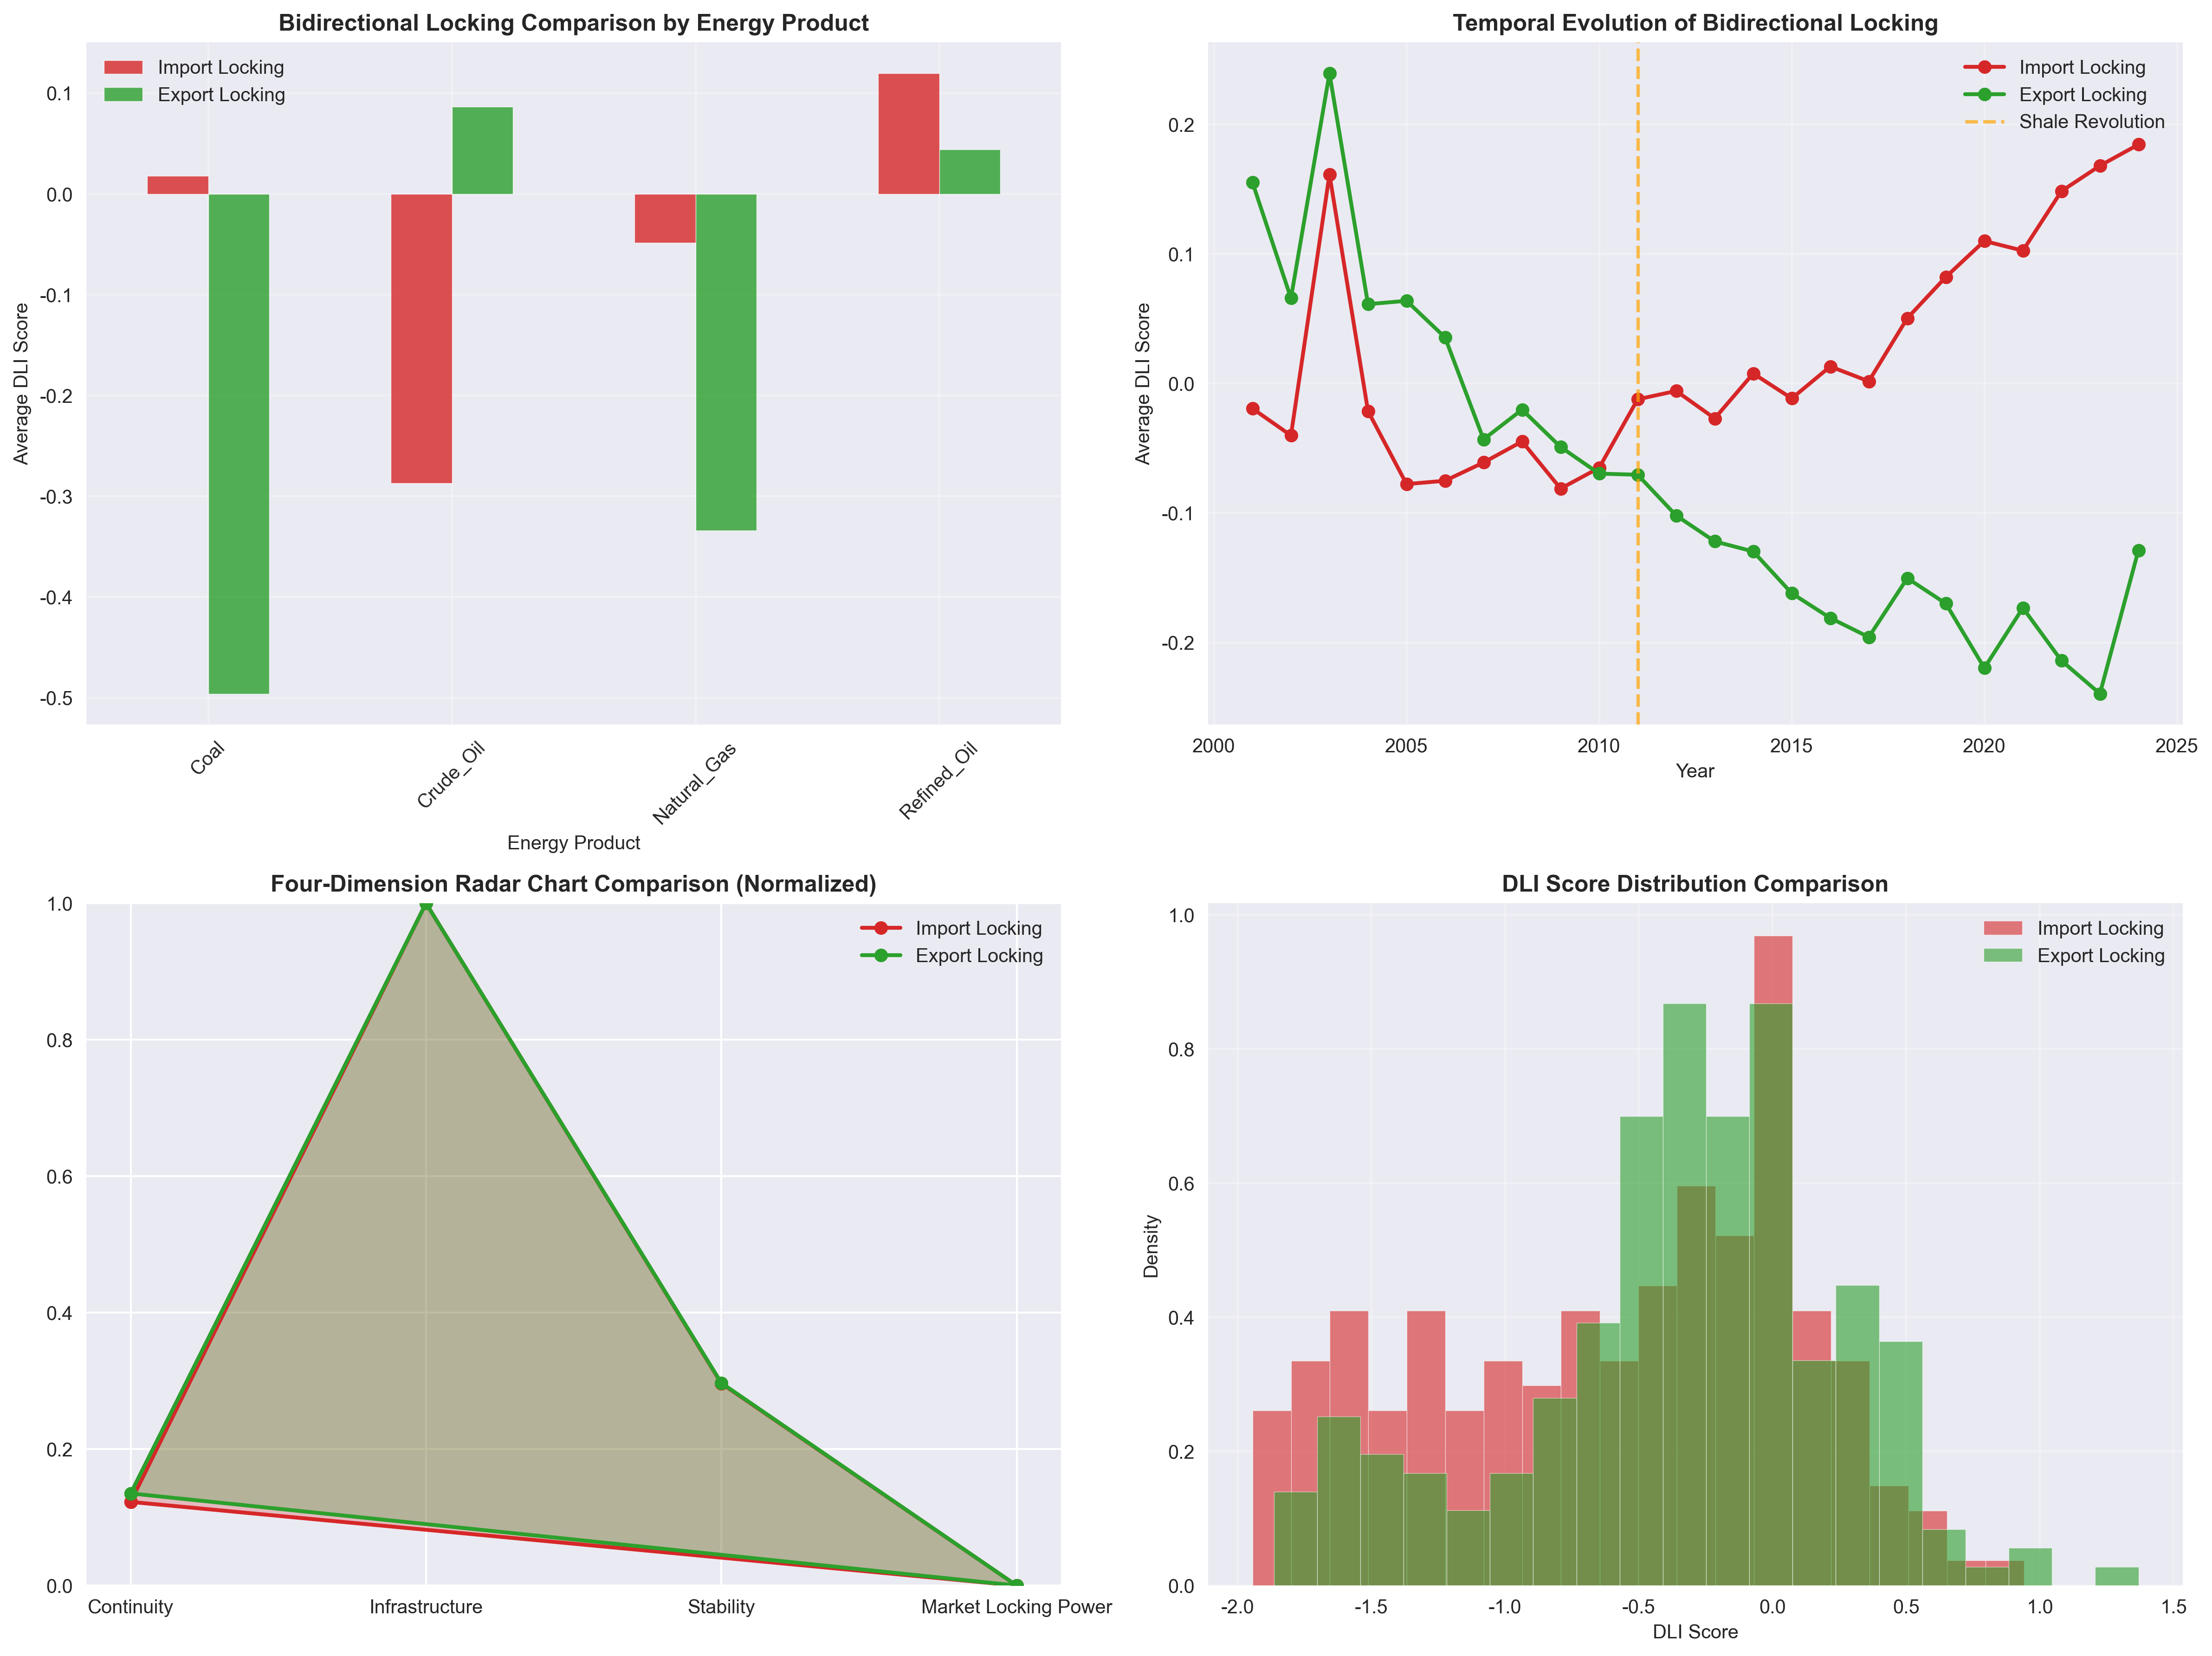 Bidirectional Locking Comparison by Energy Product
Import Locking
Export Locking
0.1
0.0
-0.1
-0.2
-0.3
-0.4
-0.5
Average DLI Score
Coal
Crude_Oil
Natural_Gas
Refined_Oil
Energy Product
Temporal Evolution of Bidirectional Locking
Import Locking
Export Locking
Shale Revolution
0.2
0.1
0.0
-0.1
-0.2
Average DLI Score
2000
2005
2010
2015
2020
2025
Year
Four-Dimension Radar Chart Comparison (Normalized)
Import Locking
Export Locking
1.0
0.8
0.6
0.4
0.2
0.0
Continuity
Infrastructure
Stability
Market Locking Power
DLI Score Distribution Comparison
Import Locking
Export Locking
1.0
0.8
0.6
0.4
0.2
0.0
Density
-2.0
-1.5
-1.0
-0.5
0.0
0.5
1.0
1.5
DLI Score